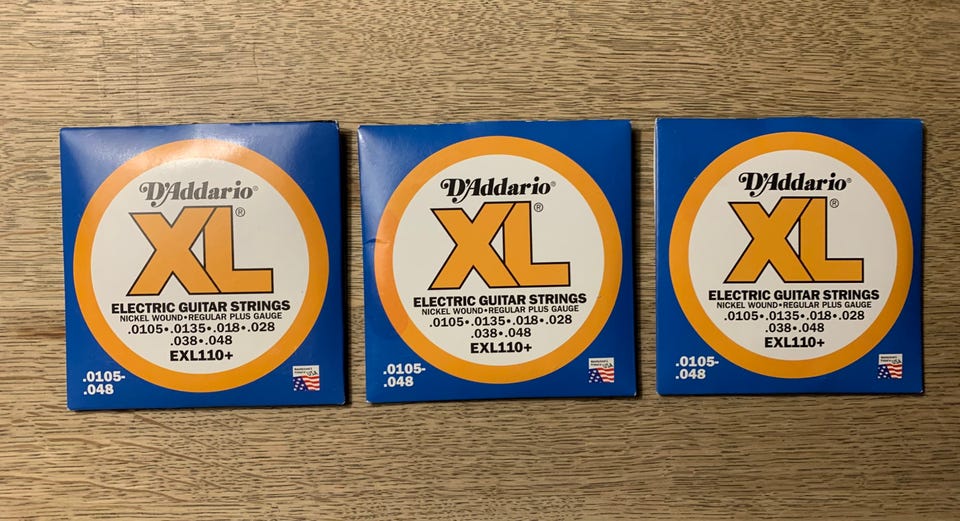 D'Addario®
XL®
ELECTRIC GUITAR STRINGS
NICKEL WOUND•REGULAR PLUS GAUGE
.0105•.0135•.018•.028
.038•.048
EXL110+
.0105-
.048
D'Addario®
XL®
ELECTRIC GUITAR STRINGS
NICKEL WOUND•REGULAR PLUS GAUGE
.0105•.0135•.018•.028
.038•.048
EXL110+
.0105-
.048
D'Addario®
XL®
ELECTRIC GUITAR STRINGS
NICKEL WOUND•REGULAR PLUS GAUGE
.0105•.0135•.018•.028
.038•.048
EXL110+
.0105-
.048